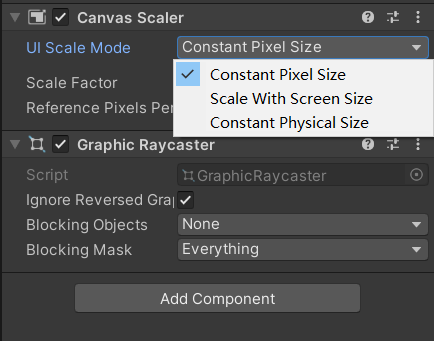 Canvas Scaler
UI Scale Mode Constant Pixel Size
Constant Pixel Size
Scale Factor
Scale With Screen Size
Reference Pixels Per
Constant Physical Size
Graphic Raycaster
Script GraphicRaycaster
Ignore Reversed Grap
Blocking Objects None
Blocking Mask Everything
Add Component